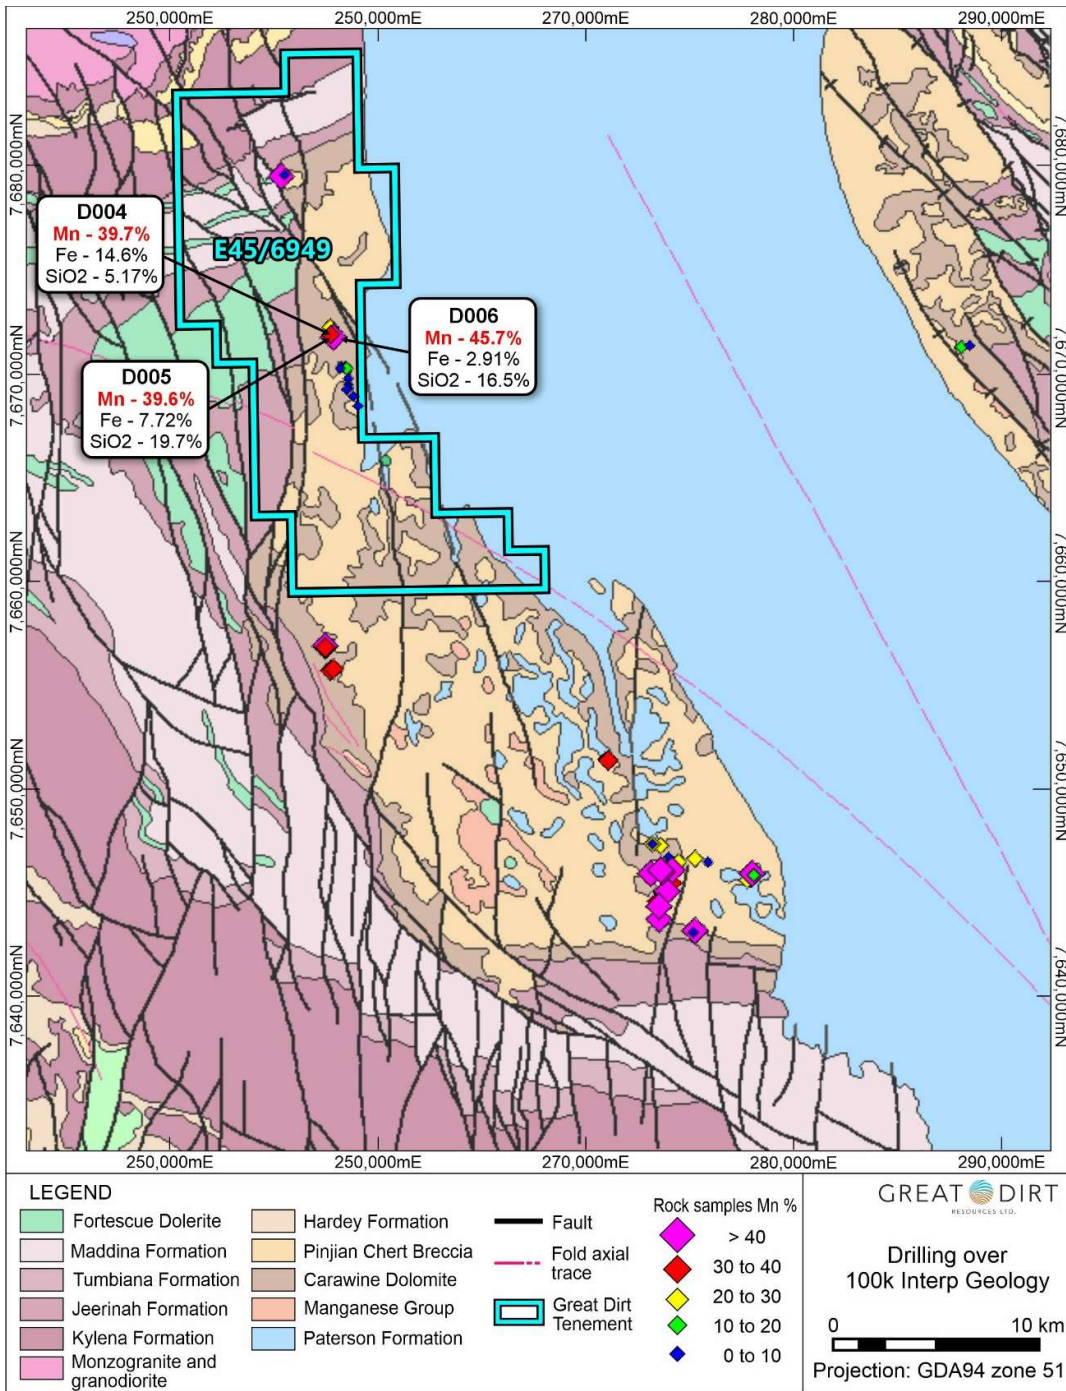 250,000mE
250,000mE
270,000mE
280,000mE
290,000mE
7,680,000mN
7,670,000mN
7,660,000mN
7,650,000mN
7,640,000mN
7,680,000mN
7,670,000mN
7,660,000mN
7,650,000mN
7,640,000mN
D004
Mn - 39.7%
Fe - 14.6%
SiO2 - 5.17%
E45/6949
D006
Mn - 45.7%
Fe - 2.91%
SiO2 - 16.5%
D005
Mn - 39.6%
Fe - 7.72%
SiO2 - 19.7%
250,000mE
250,000mE
270,000mE
280,000mE
290,000mE
LEGEND
Fortescue Dolerite
Maddina Formation
Tumbiana Formation
Jeerinah Formation
Kylena Formation
Monzogranite and
granodiorite
Hardey Formation
Pinjian Chert Breccia
Carawine Dolomite
Manganese Group
Paterson Formation
Fault
Fold axial
trace
Great Dirt
Tenement
Rock samples Mn %
> 40
30 to 40
20 to 30
10 to 20
0 to 10
GREAT DIRT
RESOURCES LTD.
Drilling over
100k Interp Geology
0 10 km
Projection: GDA94 zone 51